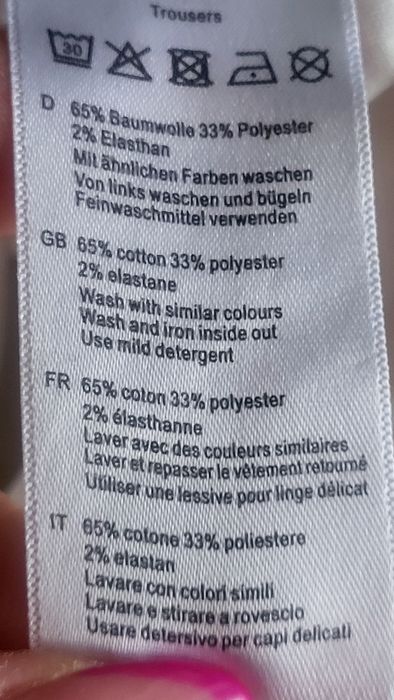 Trousers
30
D 65% Baumwolle 33% Polyester
2% Elasthan
Mit ähnlichen Farben waschen
Von links waschen und bügeln
Feinwaschmittel verwenden
GB 65% cotton 33% polyester
2% elastane
Wash with similar colours
Wash and iron inside out
Use mild detergent
FR 65% coton 33% polyester
2% élasthanne
Laver avec des couleurs similaires
Laver et repasser le vêtement retourné
Utiliser une lessive pour linge délicat
IT 65% cotone 33% poliestere
2% elastan
Lavare con colori simili
Lavare e stirare a rovescio
Usare detersivo per capi delicati